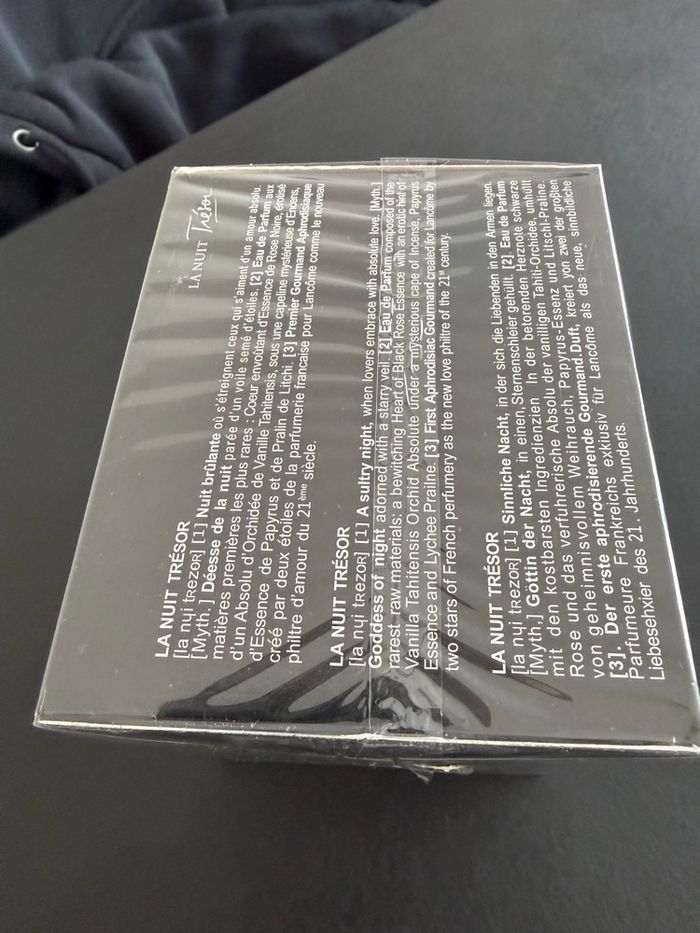 LA NUIT Trésor
LA NUIT TRÉSOR
[la nyi tREZOR] [1] Nuit brûlante où s'étreignent ceux qui s'aiment d'un amour absolu.
[Myth.] Déesse de la nuit parée d'un voile semé d'étoiles. [2] Eau de Parfum aux
matières premières les plus rares : Coeur envoûtant d'Essence de Rose Noire, érotisé
d'un Absolu d'Orchidée de Vanille Tahitensis, sous une capeline mystérieuse d'Encens,
d'Essence de Papyrus et de Pralin de Litchi. [3] Premier Gourmand Aphrodisiaque
créé par deux étoiles de la parfumerie francaise pour Lancôme comme le nouveau
philtre d'amour du 21ème siècle.
LA NUIT TRÉSOR
[la nyi tREZOR] [1] A sultry night, when lovers embrace with absolute love. [Myth.]
Goddess of night adorned with a starry veil. [2] Eau de Parfum composed of the
rarest raw materials: a bewitching Heart of Black Rose Essence with an erotic hint of
Vanilla Tahitensis Orchid Absolute under a mysterious cape of Incense, Papyrus
Essence and Lychee Praline. [3] First Aphrodisiac Gourmand created for Lancôme by
two stars of French perfumery as the new love philtre of the 21st century.
LA NUIT TRÉSOR
[la nyi tREZOR] [1] Sinnliche Nacht, in der sich die Liebenden in den Armen liegen.
[Myth.] Göttin der Nacht, in einen Sternenschleier gehüllt. [2]. Eau de Parfum
mit den kostbarsten Ingredienzien In der betorenden Herznote schwarze
Rose und das verführerische Absolu der vanilligen Tahiti-Orchidee, umhüllt
von geheimnisvollem Weinrauch, Papyrus-Essenz und Litschi-Praline.
[3]. Der erste aphrodisierende Gourmand.Duft, kreiert von zwei der großten
Parfumeure Frankreichs exklusiv für Lancôme als das neue, sinnbildliche
Liebesehxier des 21. Jahrhunderts.